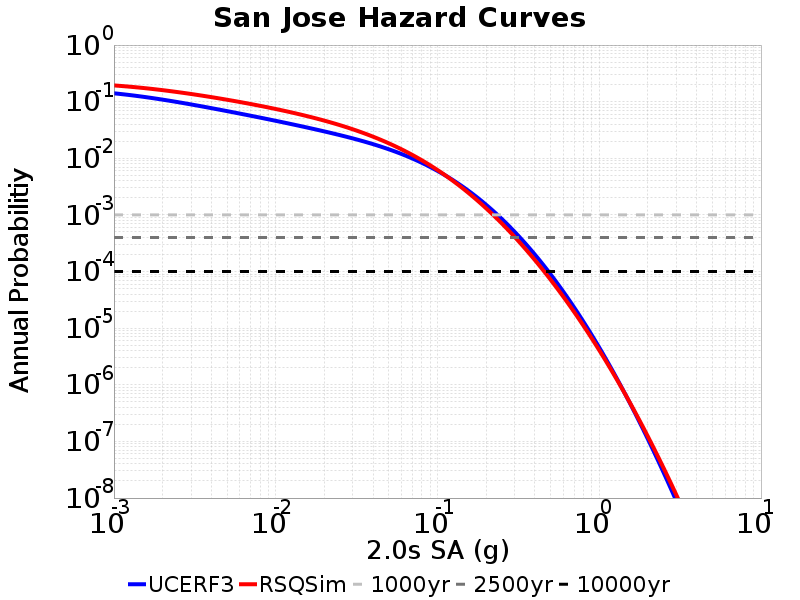 San Jose Hazard Curves
10^0
10^-1
10^-2
10^-3
10^-4
10^-5
10^-6
10^-7
10^-8
Annual Probabilitiy
10^-3 10^-2 10^-1 10^0 10^1
2.0s SA (g)
UCERF3 RSQSim 1000yr 2500yr 10000yr